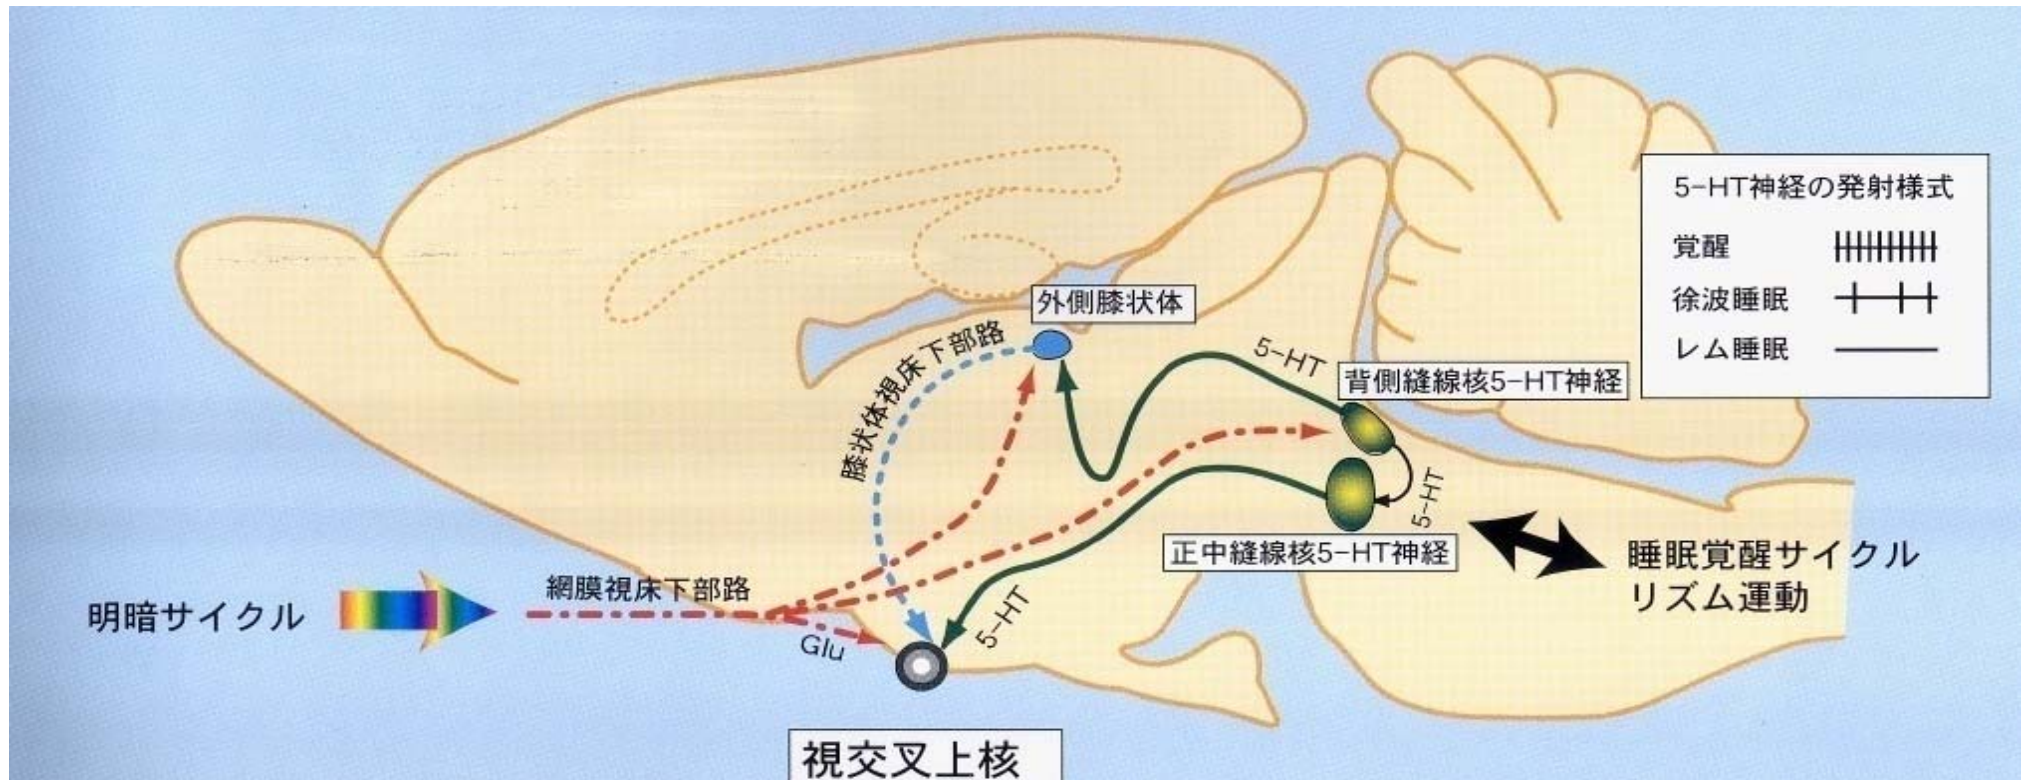 5-HT神経の発射様式
覚醒
徐波睡眠
レム睡眠
外側膝状体
膝状体視床下部路
5-HT
背側縫線核5-HT神経
5-HT
正中縫線核5-HT神経
睡眠覚醒サイクル
リズム運動
明暗サイクル
網膜視床下部路
Glu
5-HT
視交叉上核